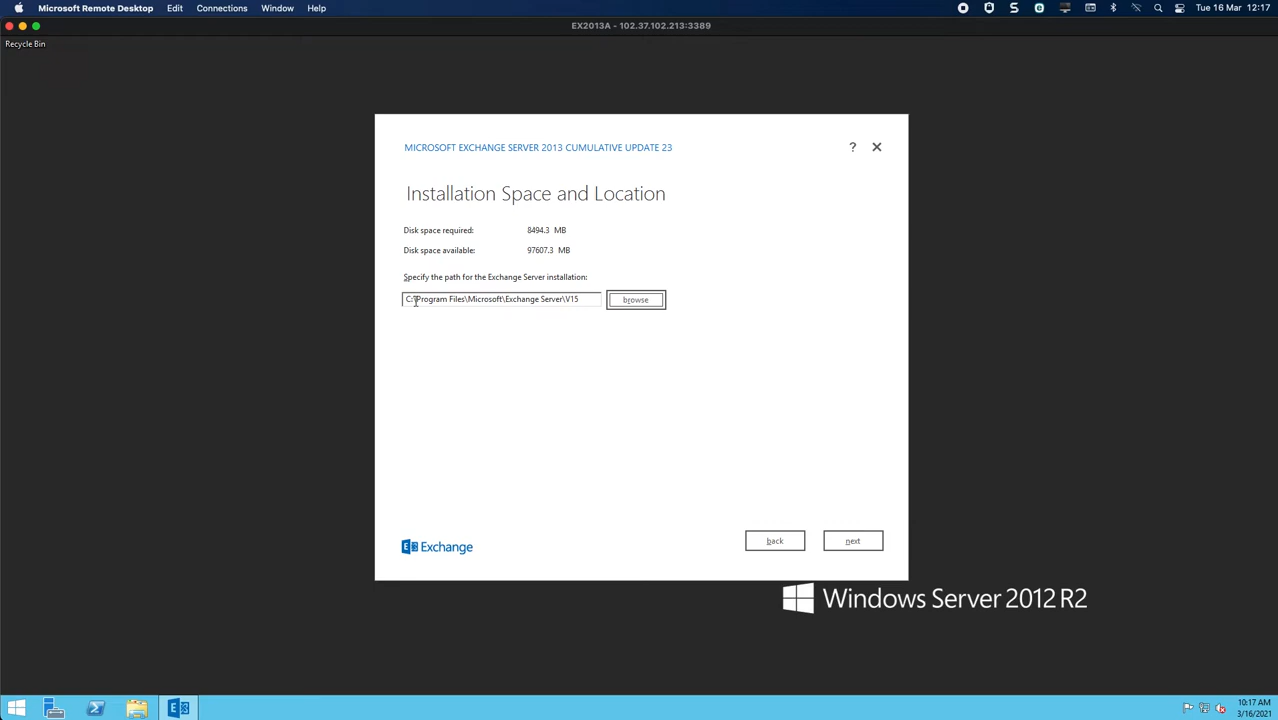 Microsoft Remote Desktop Edit Connections Window Help Tue 16 Mar 12:17
EX2013A - 102.37.102.213:3389
Recycle Bin
MICROSOFT EXCHANGE SERVER 2013 CUMULATIVE UPDATE 23 ?
Installation Space and Location
Disk space required: 8494.3 MB
Disk space available: 97607.3 MB
Specify the path for the Exchange Server installation:
C:\Program Files\Microsoft\Exchange Server\V15 browse
back next
Exchange
Windows Server 2012 R2
10:17 AM
3/16/2021